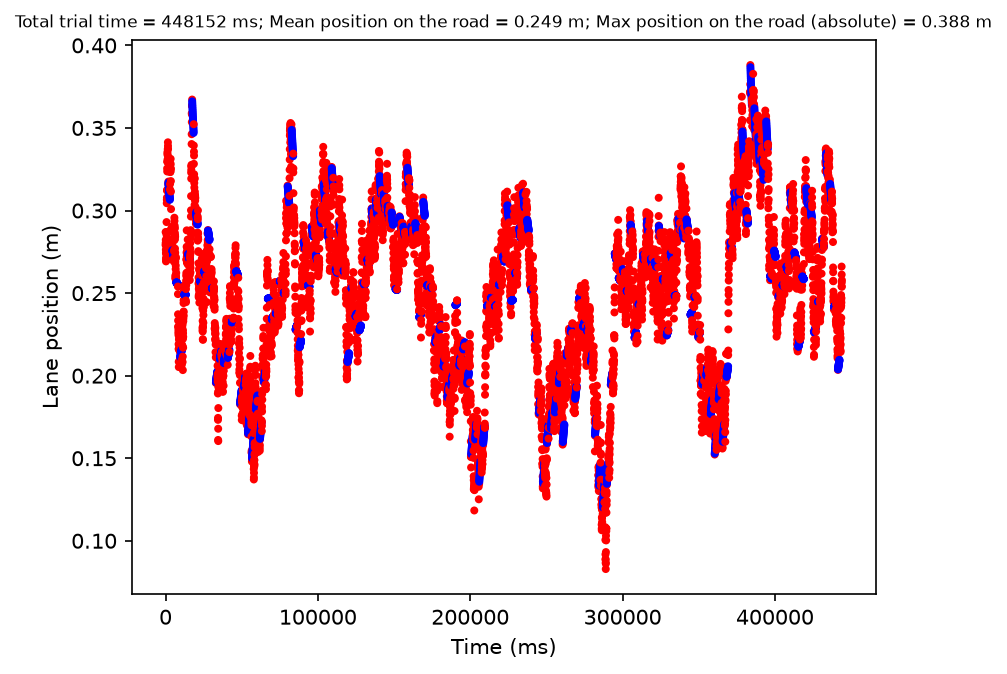 Total trial time = 448152 ms; Mean position on the road = 0.249 m; Max position on the road (absolute) = 0.388 m
0.40
0.35
0.30
0.25
0.20
0.15
0.10
Lane position (m)
0 100000 200000 300000 400000
Time (ms)